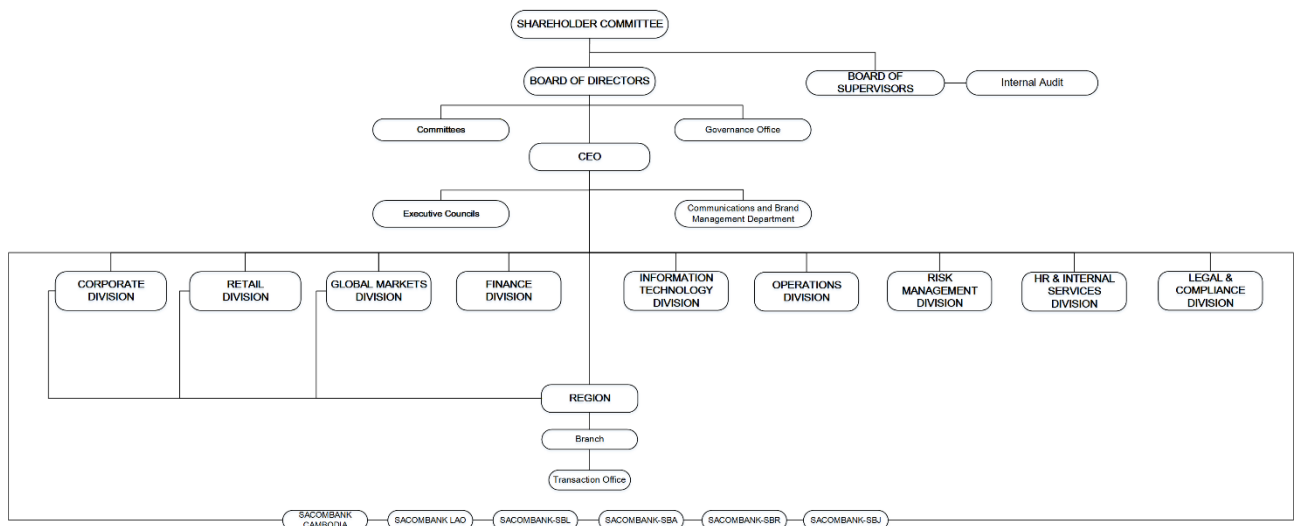 SHAREHOLDER COMMITTEE
BOARD OF DIRECTORS
BOARD OF
SUPERVISORS
Internal Audit
Committees
Governance Office
CEO
Executive Councils
Communications and Brand
Management Department
CORPORATE
DIVISION
RETAIL
DIVISION
GLOBAL MARKETS
DIVISION
FINANCE
DIVISION
INFORMATION
TECHNOLOGY
DIVISION
OPERATIONS
DIVISION
RISK
MANAGEMENT
DIVISION
HR & INTERNAL
SERVICES
DIVISION
LEGAL &
COMPLIANCE
DIVISION
REGION
Branch
Transaction Office
SACOMBANK
CAMBODIA
SACOMBANK LAO
SACOMBANK-SBL
SACOMBANK-SBA
SACOMBANK-SBR
SACOMBANK-SBJ